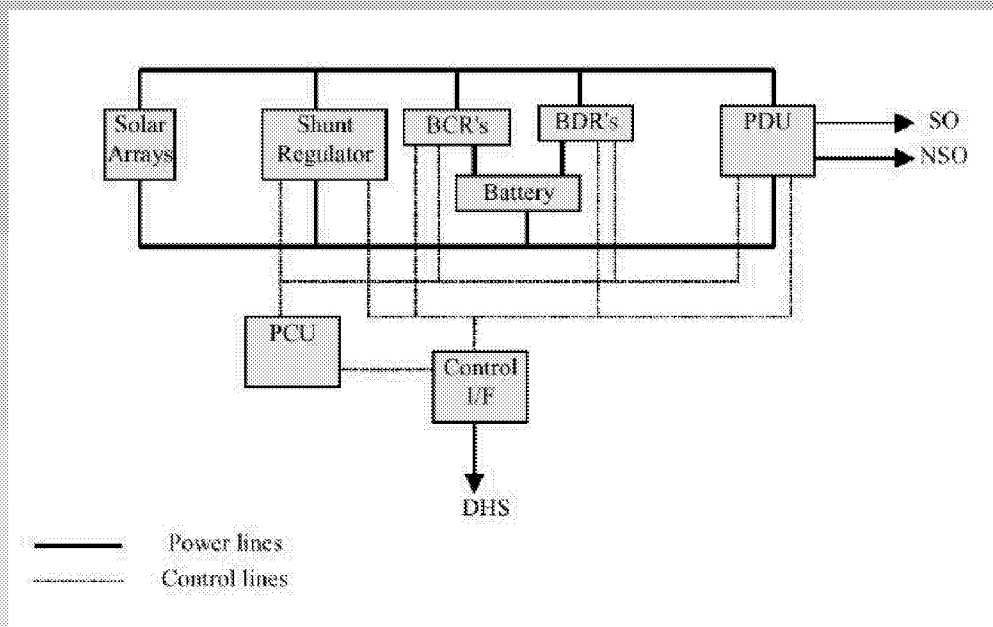 Solar
Arrays
Shunt
Regulator
BCR's
BDR's
Battery
PDU
SO
NSO
PCU
Control
I/F
DHS
Power lines
Control lines